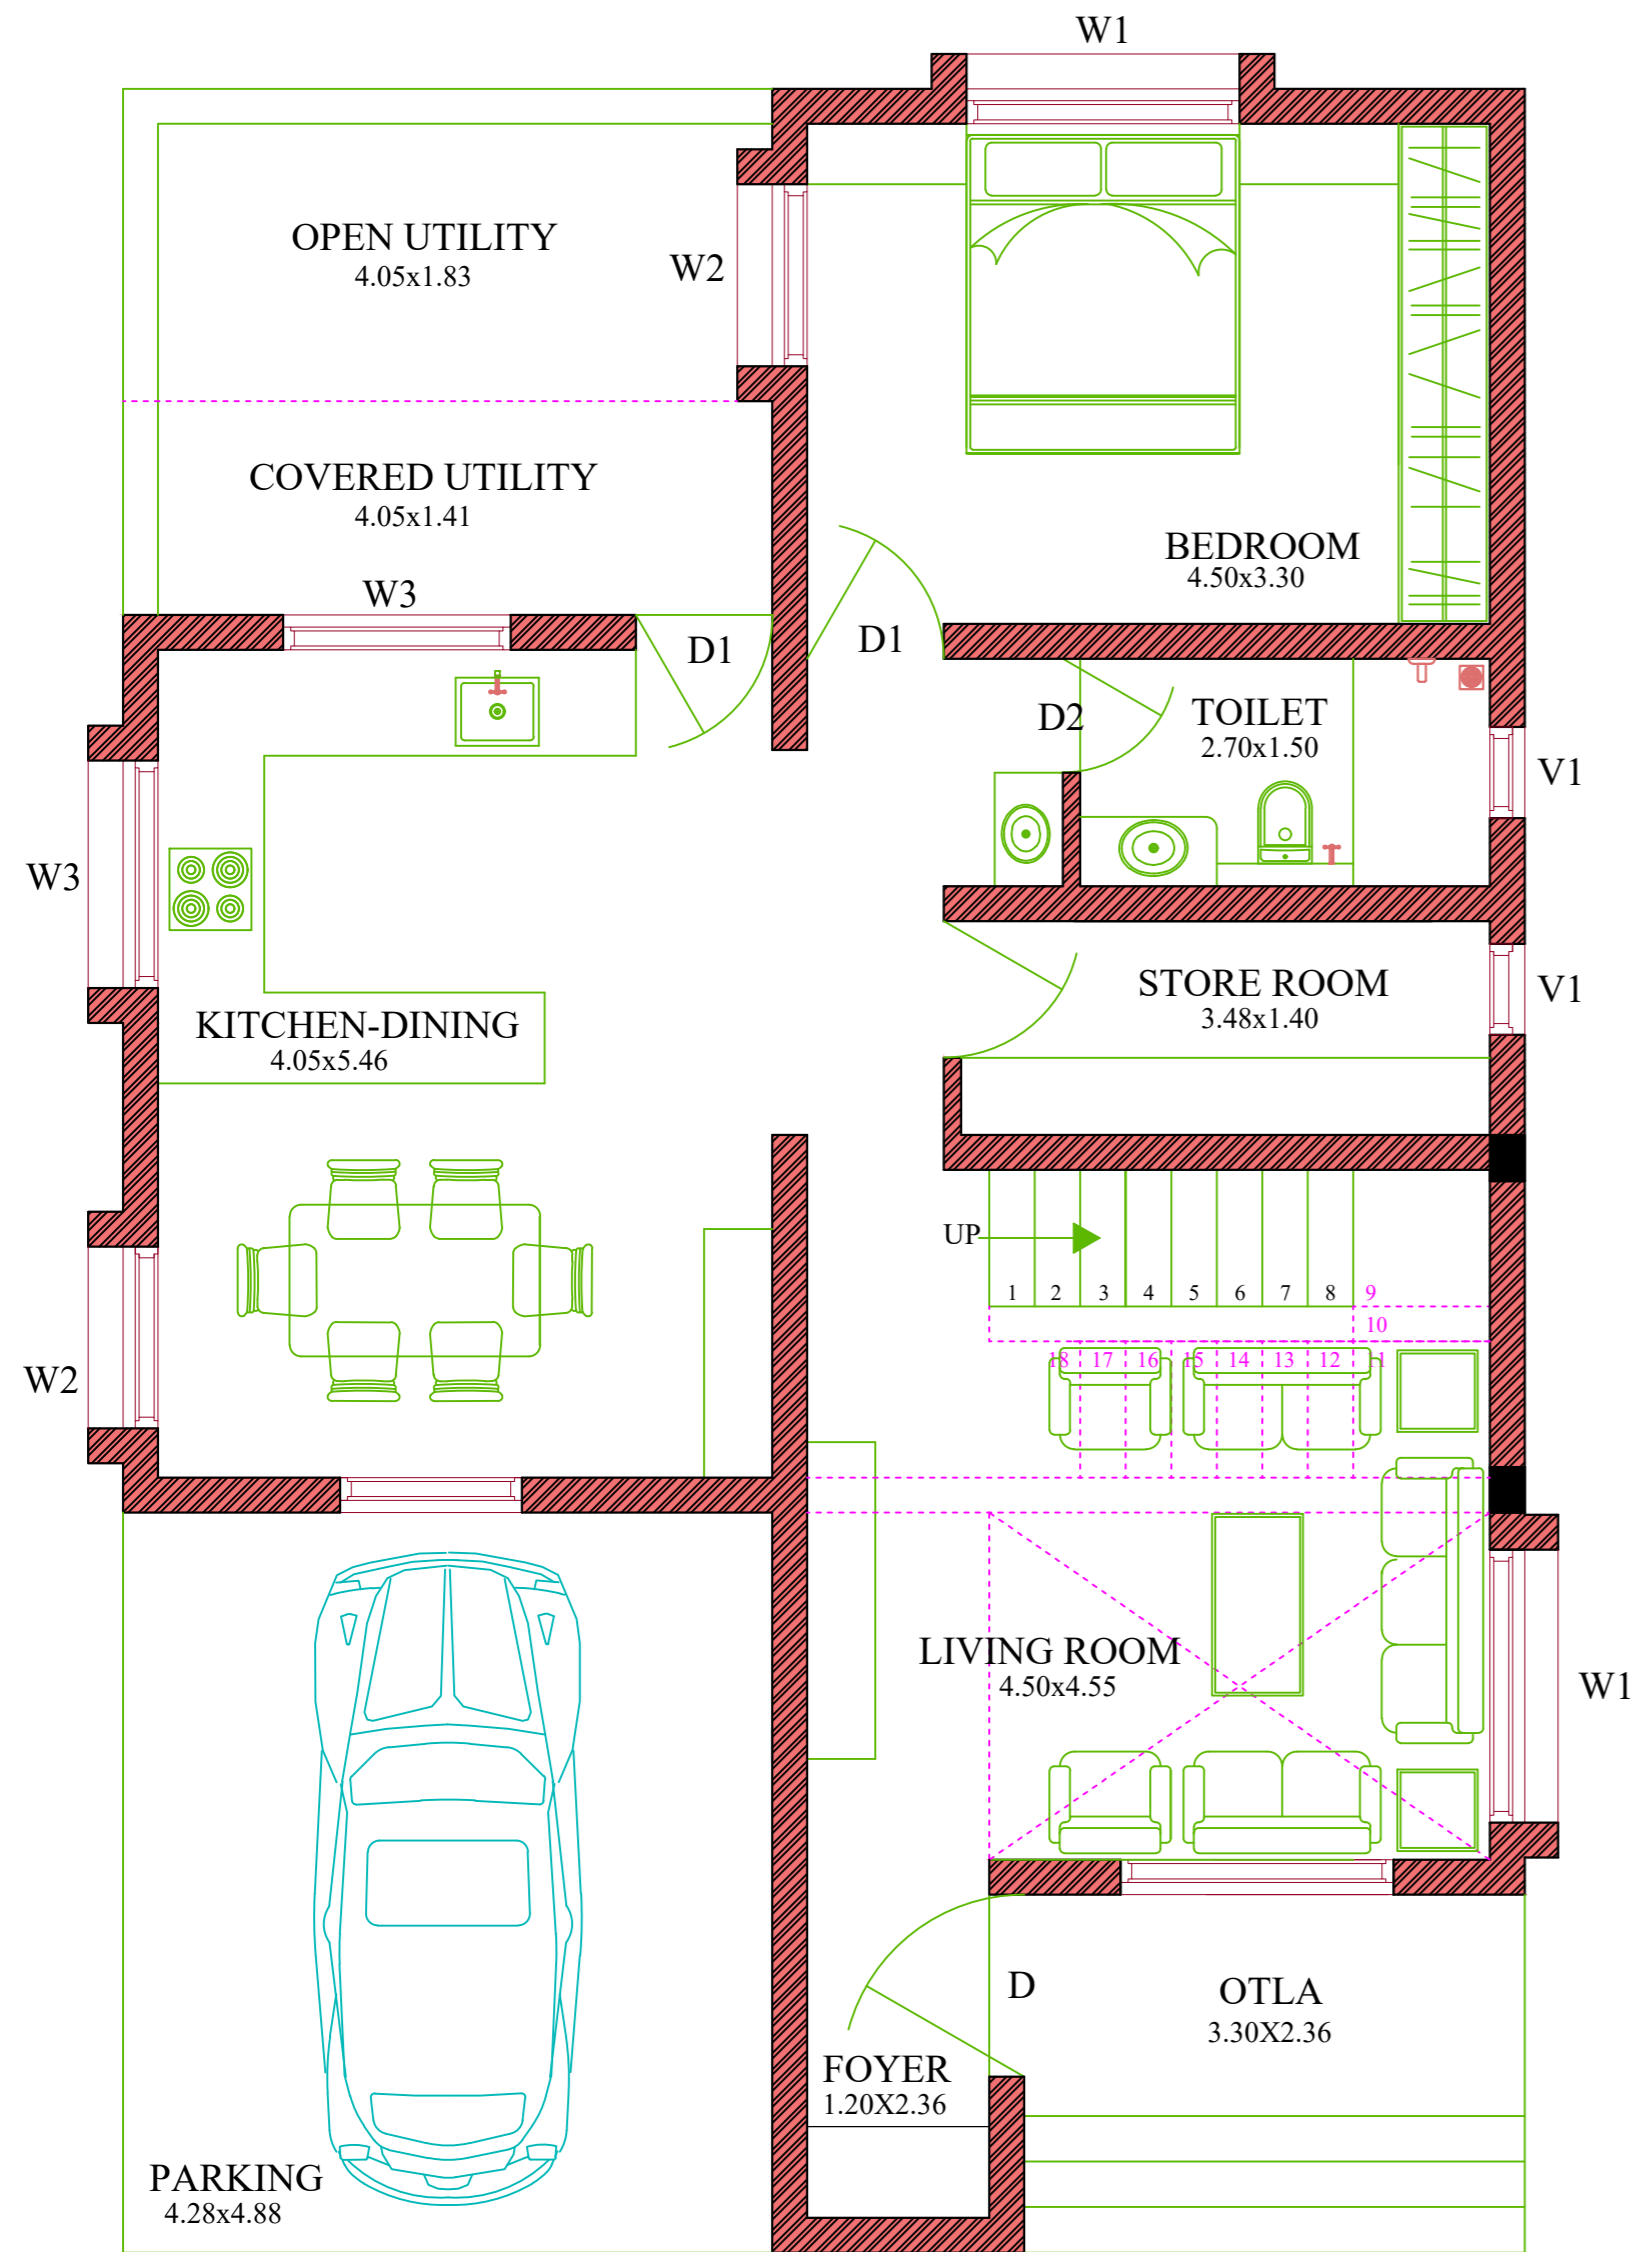 W1
OPEN UTILITY
4.05x1.83
W2
COVERED UTILITY
4.05x1.41
BEDROOM
4.50x3.30
W3
D1
D1
D2
TOILET
2.70x1.50
V1
W3
STORE ROOM
3.48x1.40
V1
KITCHEN-DINING
4.05x5.46
UP
1 2 3 4 5 6 7 8 9
10
18 17 16 15 14 13 12 11
W2
LIVING ROOM
4.50x4.55
W1
D
OTLA
3.30X2.36
FOYER
1.20X2.36
PARKING
4.28x4.88